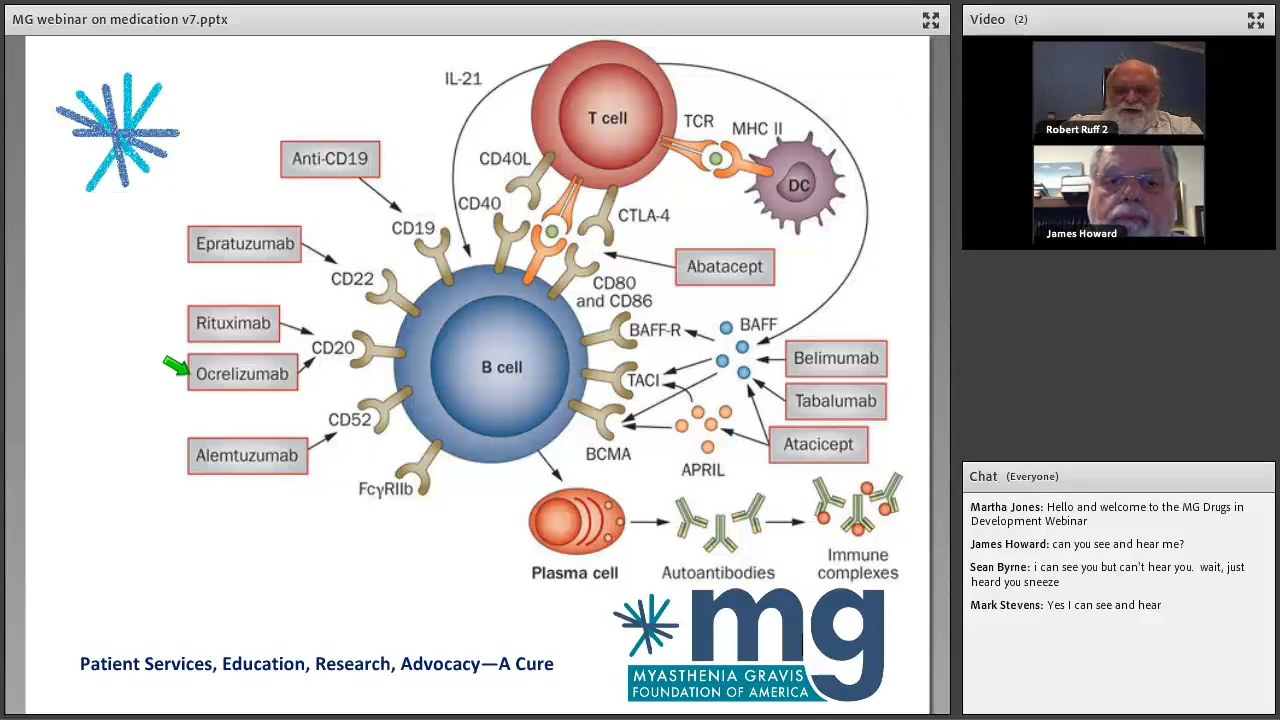 MG webinar on medication v7.pptx
IL-21
T cell
TCR
MHC II
DC
Anti-CD19
CD40L
CD40
CTLA-4
CD19
Epratuzumab
CD22
Abatacept
CD80
and CD86
Rituximab
CD20
Ocrelizumab
B cell
BAFF-R
BAFF
Belimumab
TACI
Tabalumab
CD52
Alemtuzumab
BCMA
Atacicept
APRIL
FcγRIIb
Plasma cell
Autoantibodies
Immune
complexes
Patient Services, Education, Research, Advocacy—A Cure
mg
MYASTHENIA GRAVIS
FOUNDATION OF AMERICA
Video (2)
Robert Ruff 2
James Howard
Chat (Everyone)
Martha Jones: Hello and welcome to the MG Drugs in
Development Webinar
James Howard: can you see and hear me?
Sean Byrne: i can see you but can't hear you. wait, just
heard you sneeze
Mark Stevens: Yes I can see and hear